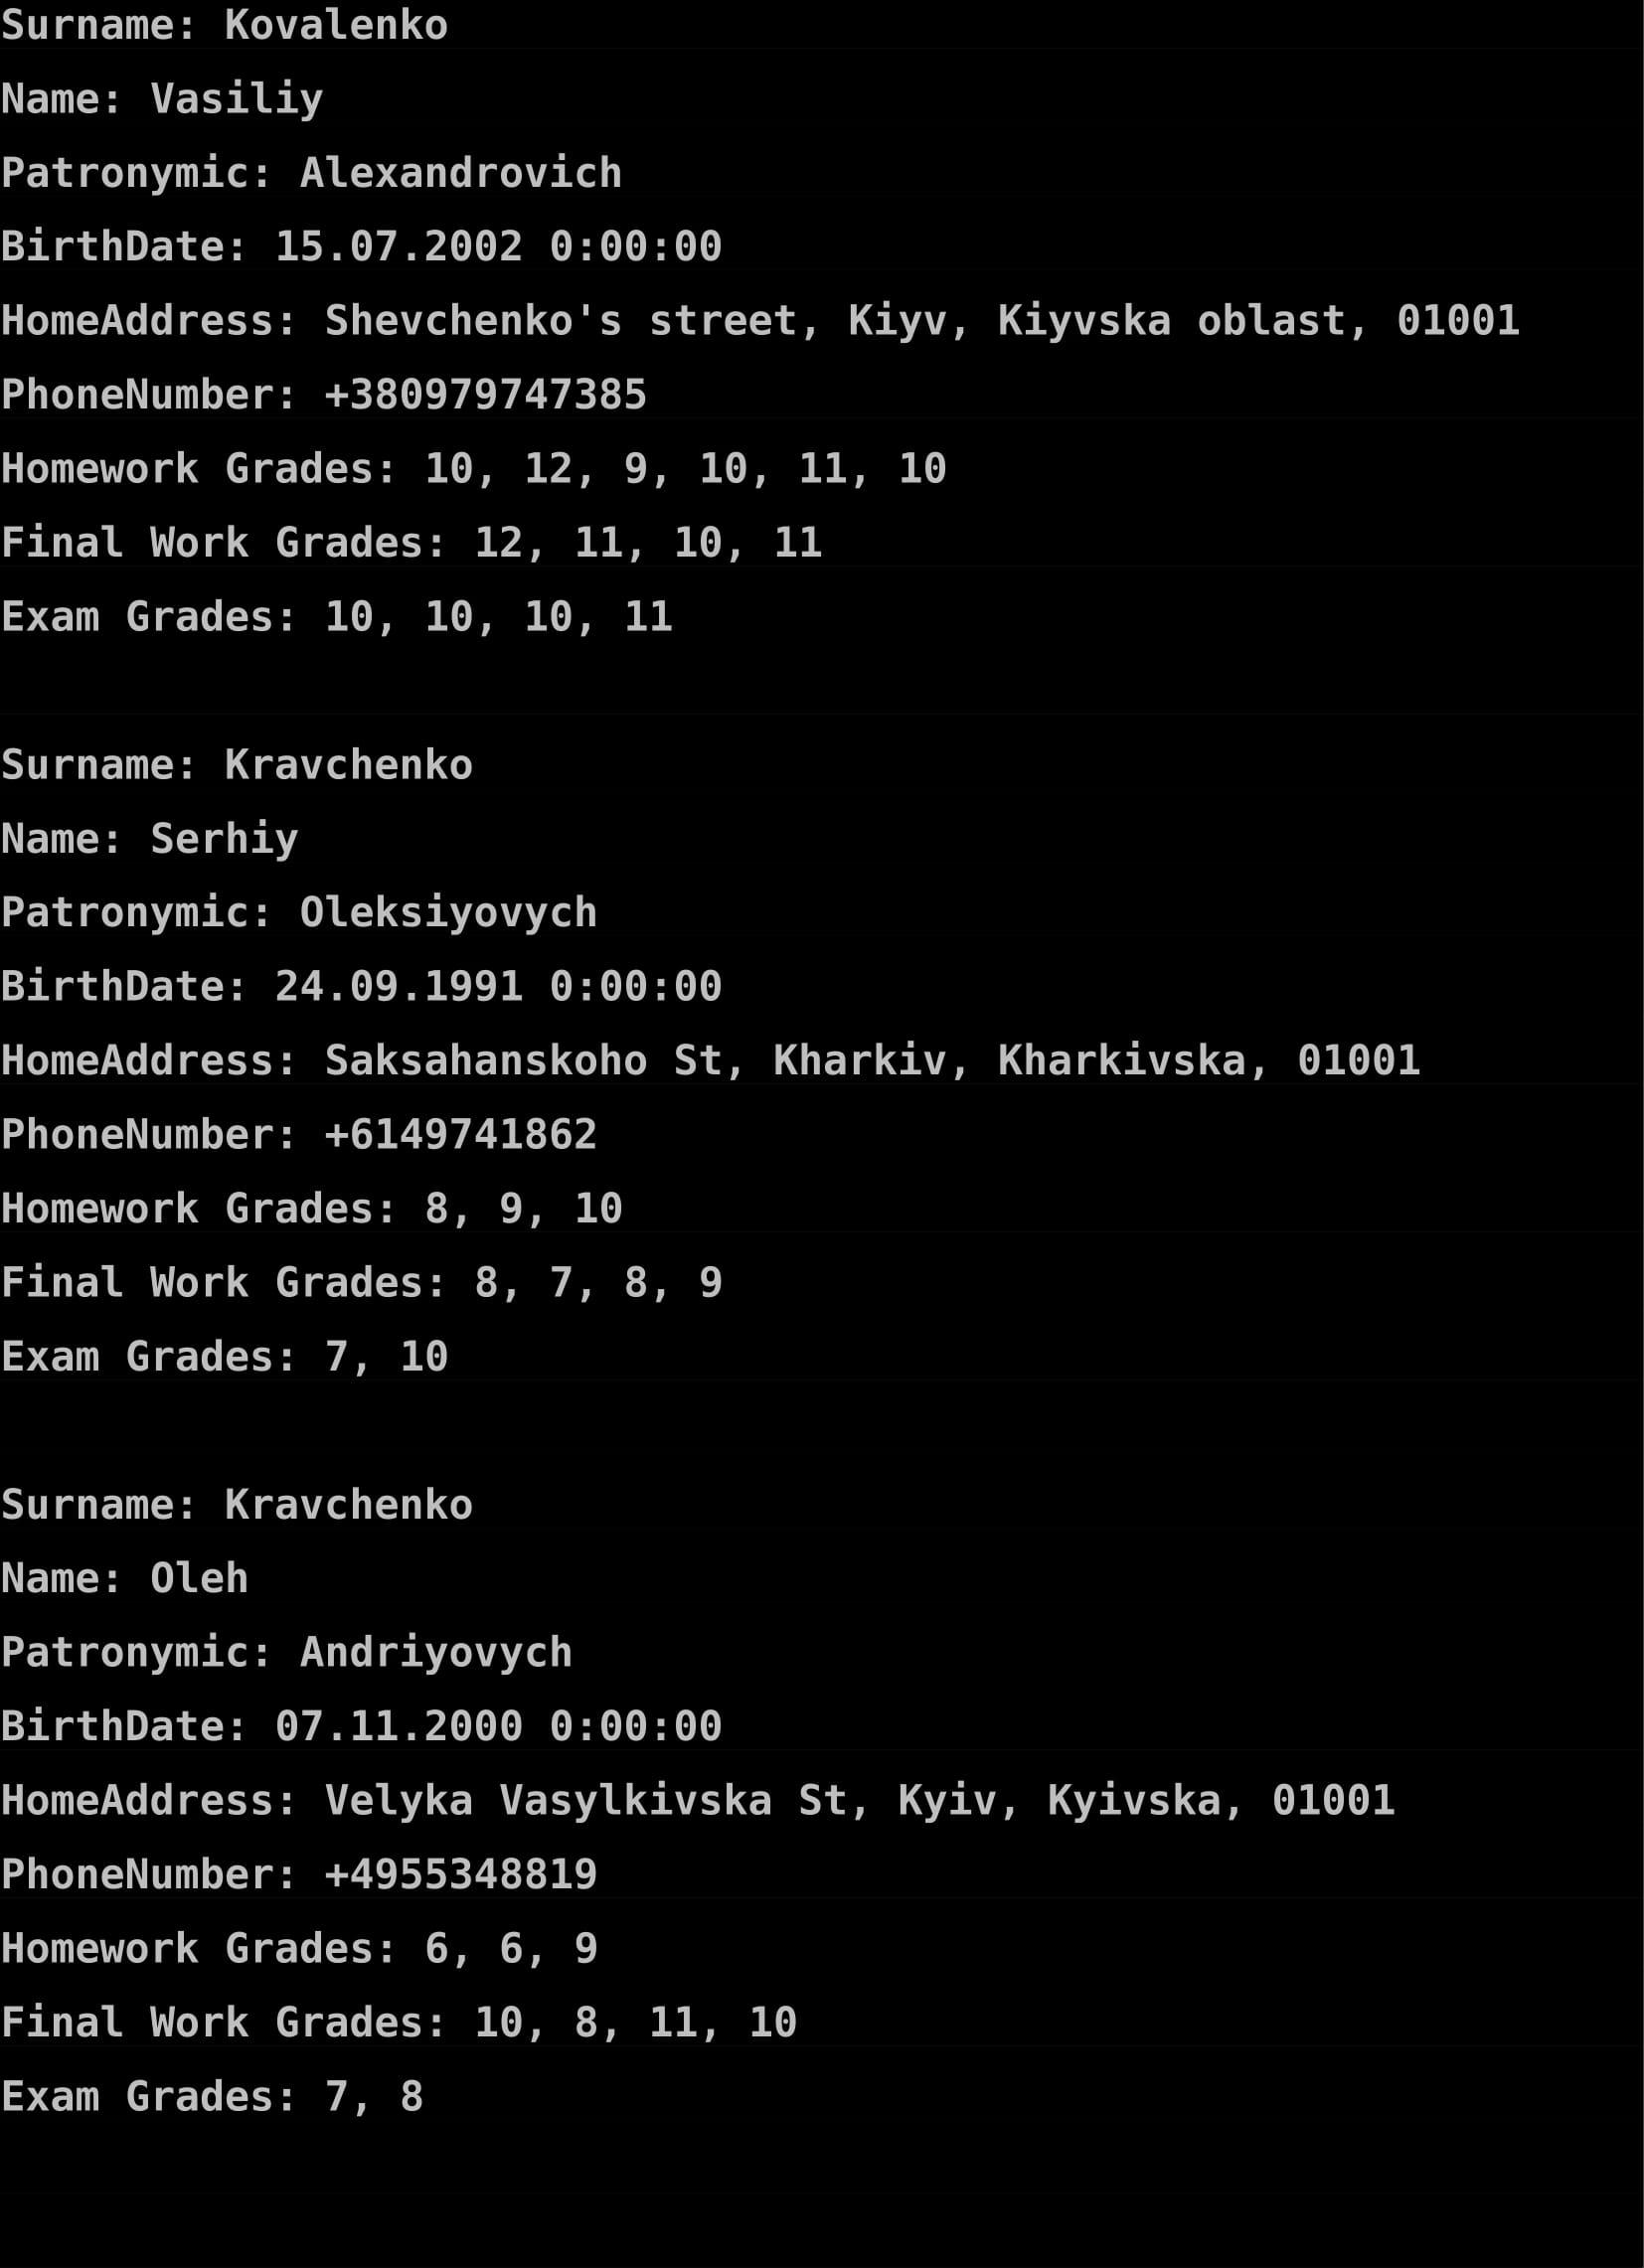 Surname: Kovalenko
Name: Vasiliy
Patronymic: Alexandrovich
BirthDate: 15.07.2002 0:00:00
HomeAddress: Shevchenko's street, Kiyv, Kiyvska oblast, 01001
PhoneNumber: +380979747385
Homework Grades: 10, 12, 9, 10, 11, 10
Final Work Grades: 12, 11, 10, 11
Exam Grades: 10, 10, 10, 11
Surname: Kravchenko
Name: Serhiy
Patronymic: Oleksiyovych
BirthDate: 24.09.1991 0:00:00
HomeAddress: Saksahanskoho St, Kharkiv, Kharkivska, 01001
PhoneNumber: +6149741862
Homework Grades: 8, 9, 10
Final Work Grades: 8, 7, 8, 9
Exam Grades: 7, 10
Surname: Kravchenko
Name: Oleh
Patronymic: Andriyovych
BirthDate: 07.11.2000 0:00:00
HomeAddress: Velyka Vasylkivska St, Kyiv, Kyivska, 01001
PhoneNumber: +4955348819
Homework Grades: 6, 6, 9
Final Work Grades: 10, 8, 11, 10
Exam Grades: 7, 8